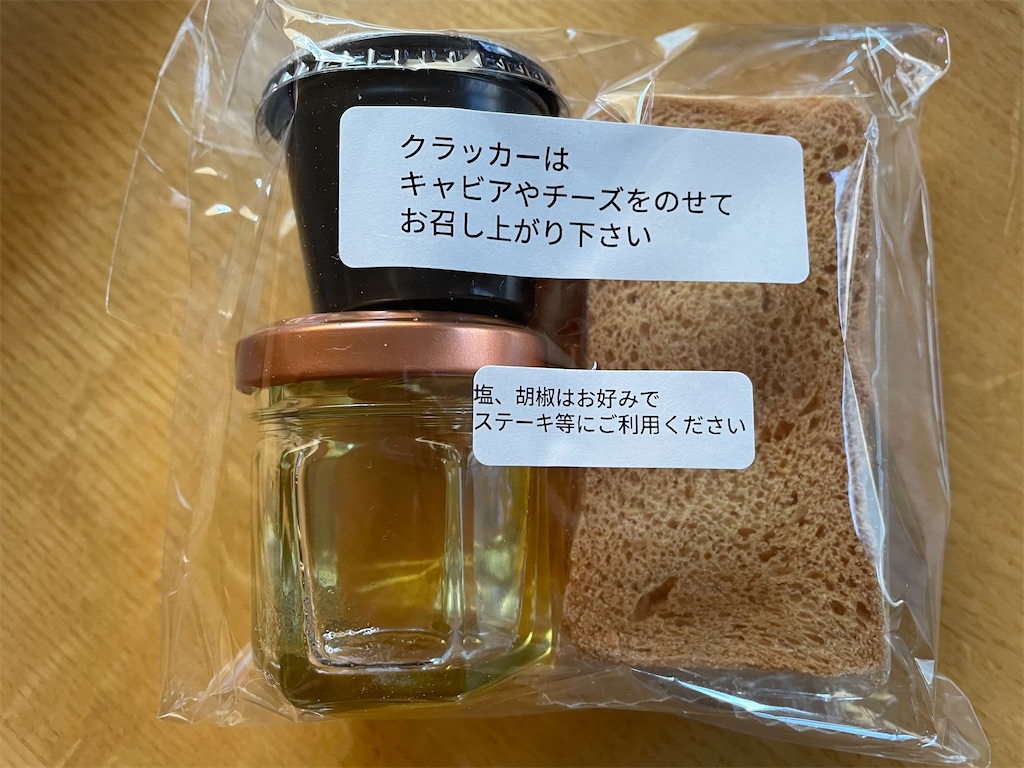 クラッカーは
キャビアやチーズをのせて
お召し上がり下さい
塩、胡椒はお好みで
ステーキ等にご利用ください